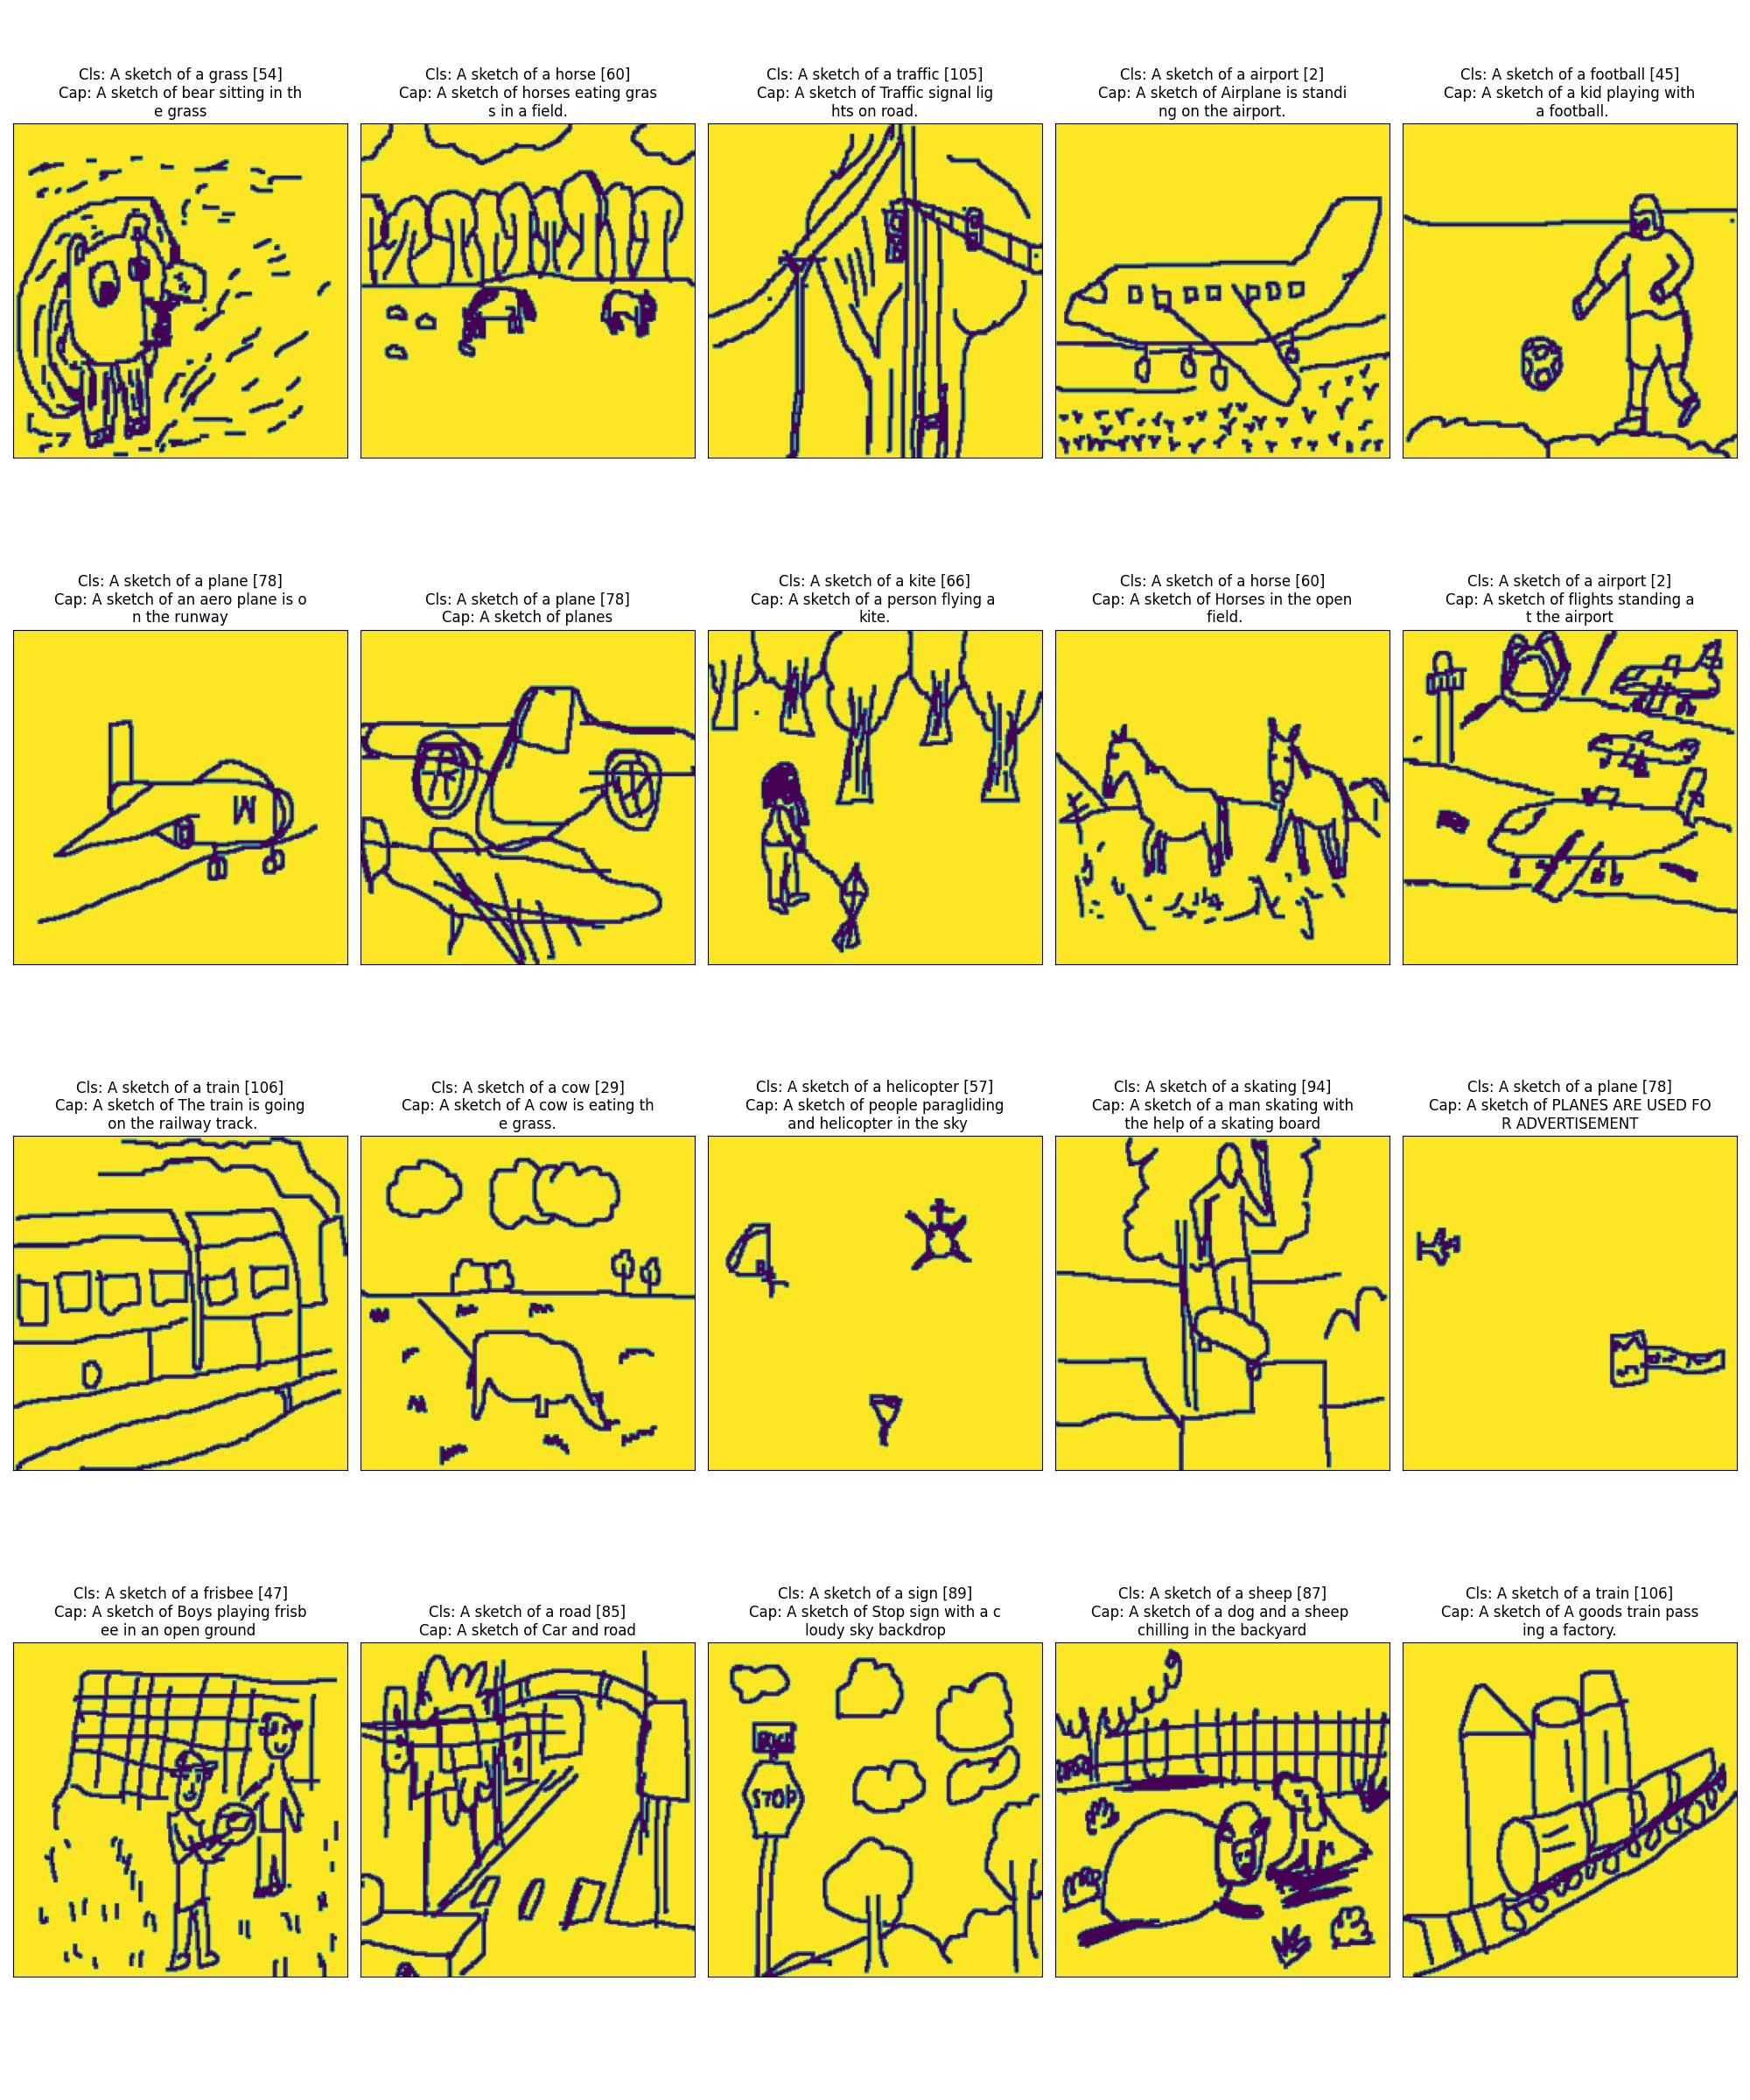 Cls: A sketch of a grass [54]
Cap: A sketch of bear sitting in th
e grass
Cls: A sketch of a horse [60]
Cap: A sketch of horses eating gras
s in a field.
Cls: A sketch of a traffic [105]
Cap: A sketch of Traffic signal lig
hts on road.
Cls: A sketch of a airport [2]
Cap: A sketch of Airplane is standi
ng on the airport.
Cls: A sketch of a football [45]
Cap: A sketch of a kid playing with
a football.
Cls: A sketch of a plane [78]
Cap: A sketch of an aero plane is o
n the runway
M
Cls: A sketch of a plane [78]
Cap: A sketch of planes
Cls: A sketch of a kite [66]
Cap: A sketch of a person flying a
kite.
Cls: A sketch of a horse [60]
Cap: A sketch of Horses in the open
field.
Cls: A sketch of a airport [2]
Cap: A sketch of flights standing a
t the airport
Cls: A sketch of a train [106]
Cap: A sketch of The train is going
on the railway track.
Cls: A sketch of a cow [29]
Cap: A sketch of A cow is eating th
e grass.
Cls: A sketch of a helicopter [57]
Cap: A sketch of people paragliding
and helicopter in the sky
Cls: A sketch of a skating [94]
Cap: A sketch of a man skating with
the help of a skating board
Cls: A sketch of a plane [78]
Cap: A sketch of PLANES ARE USED FO
R ADVERTISEMENT
Cls: A sketch of a frisbee [47]
Cap: A sketch of Boys playing frisb
ee in an open ground
Cls: A sketch of a road [85]
Cap: A sketch of Car and road
Cls: A sketch of a sign [89]
Cap: A sketch of Stop sign with a c
loudy sky backdrop
STOP
Cls: A sketch of a sheep [87]
Cap: A sketch of a dog and a sheep
chilling in the backyard
Cls: A sketch of a train [106]
Cap: A sketch of A goods train pass
ing a factory.